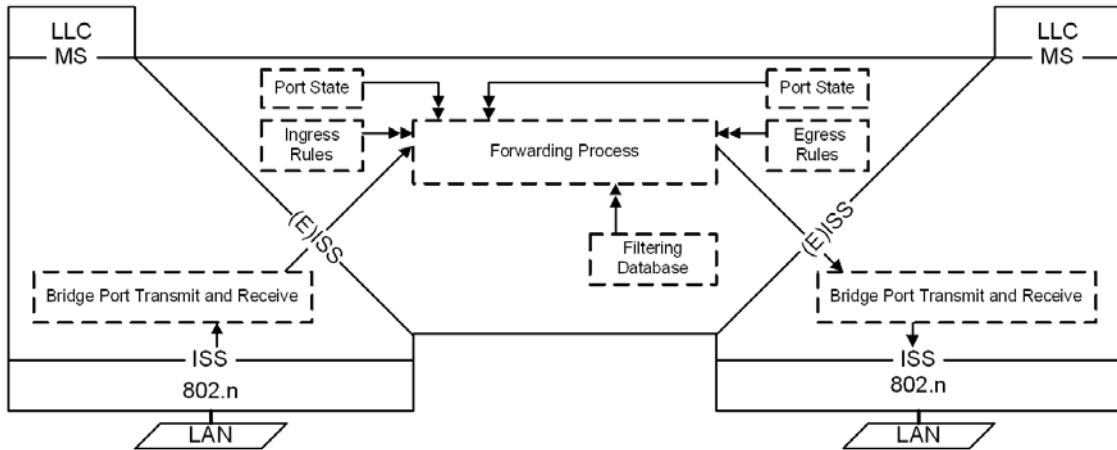 LLC
MS
LLC
MS
Port State
Port State
Ingress
Rules
Forwarding Process
Egress
Rules
(E)ISS
(E)ISS
Filtering
Database
Bridge Port Transmit and Receive
Bridge Port Transmit and Receive
ISS
ISS
802.n
802.n
LAN
LAN